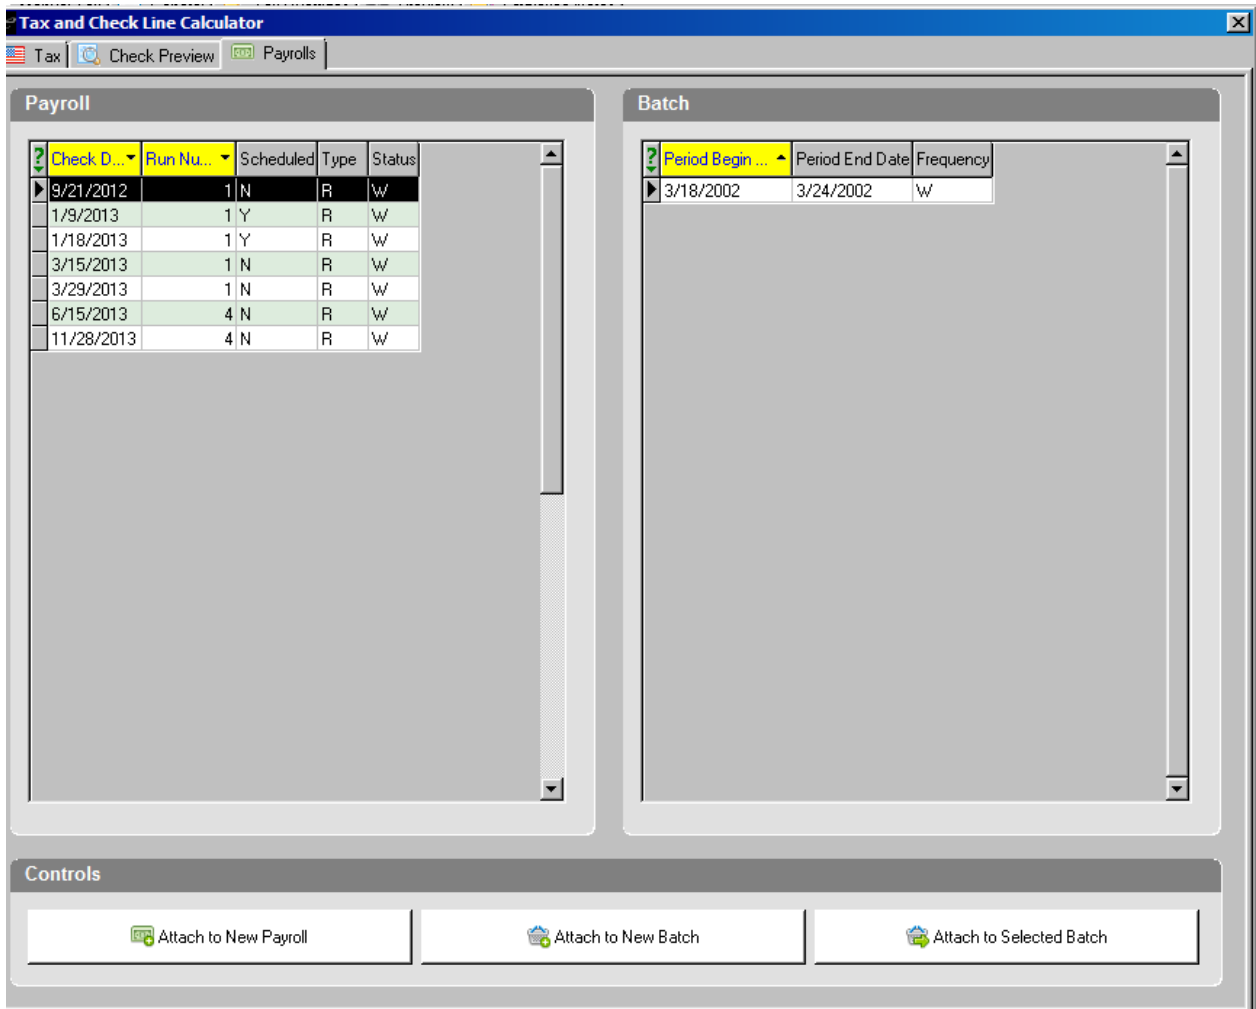 Tax and Check Line Calculator
Tax Check Preview Payrolls
Payroll
Check D... Run Nu... Scheduled Type Status
9/21/2012 1 N R W
1/9/2013 1 Y R W
1/18/2013 1 Y R W
3/15/2013 1 N R W
3/29/2013 1 N R W
6/15/2013 4 N R W
11/28/2013 4 N R W
Batch
Period Begin ... Period End Date Frequency
3/18/2002 3/24/2002 W
Controls
Attach to New Payroll Attach to New Batch Attach to Selected Batch